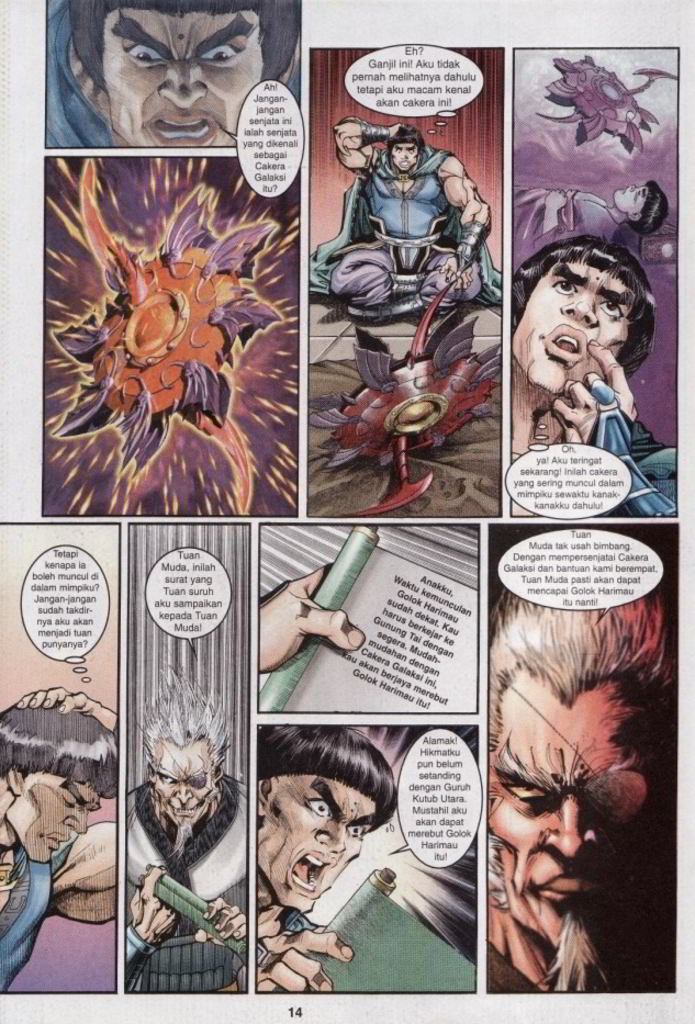 Ah!
Jangan-
jangan
senjata ini
ialah senjata
yang dikenali
sebagai
Cakera
Galaksi
itu?
Eh?
Ganjil ini! Aku tidak
pernah melihatnya dahulu
tetapi aku macam kenal
akan cakera ini!
Oh,
ya! Aku teringat
sekarang! Inilah cakera
yang sering muncul dalam
mimpiku sewaktu kanak-
kanakku dahulu!
Tetapi
kenapa ia
boleh muncul di
dalam mimpiku?
Jangan-jangan
sudah takdir-
nya aku akan
menjadi tuan
punyanya?
Tuan
Muda, inilah
surat yang
Tuan suruh
aku sampaikan
kepada Tuan
Muda!
Anakku,
Waktu kemunculan
Golok Harimau
sudah dekat. Kau
harus berkejar ke
Gunung Tai dengan
segera. Mudah-
mudahan dengan
Cakera Galaksi ini,
kau akan berjaya merebut
Golok Harimau itu!
Alamak!
Hikmatku
pun belum
setanding
dengan Guruh
Kutub Utara.
Mustahil aku
akan dapat
merebut Golok
Harimau
itu!
Tuan
Muda tak usah bimbang.
Dengan mempersenjatai Cakera
Galaksi dan bantuan kami berempat,
Tuan Muda pasti akan dapat
mencapai Golok Harimau
itu nanti!
14